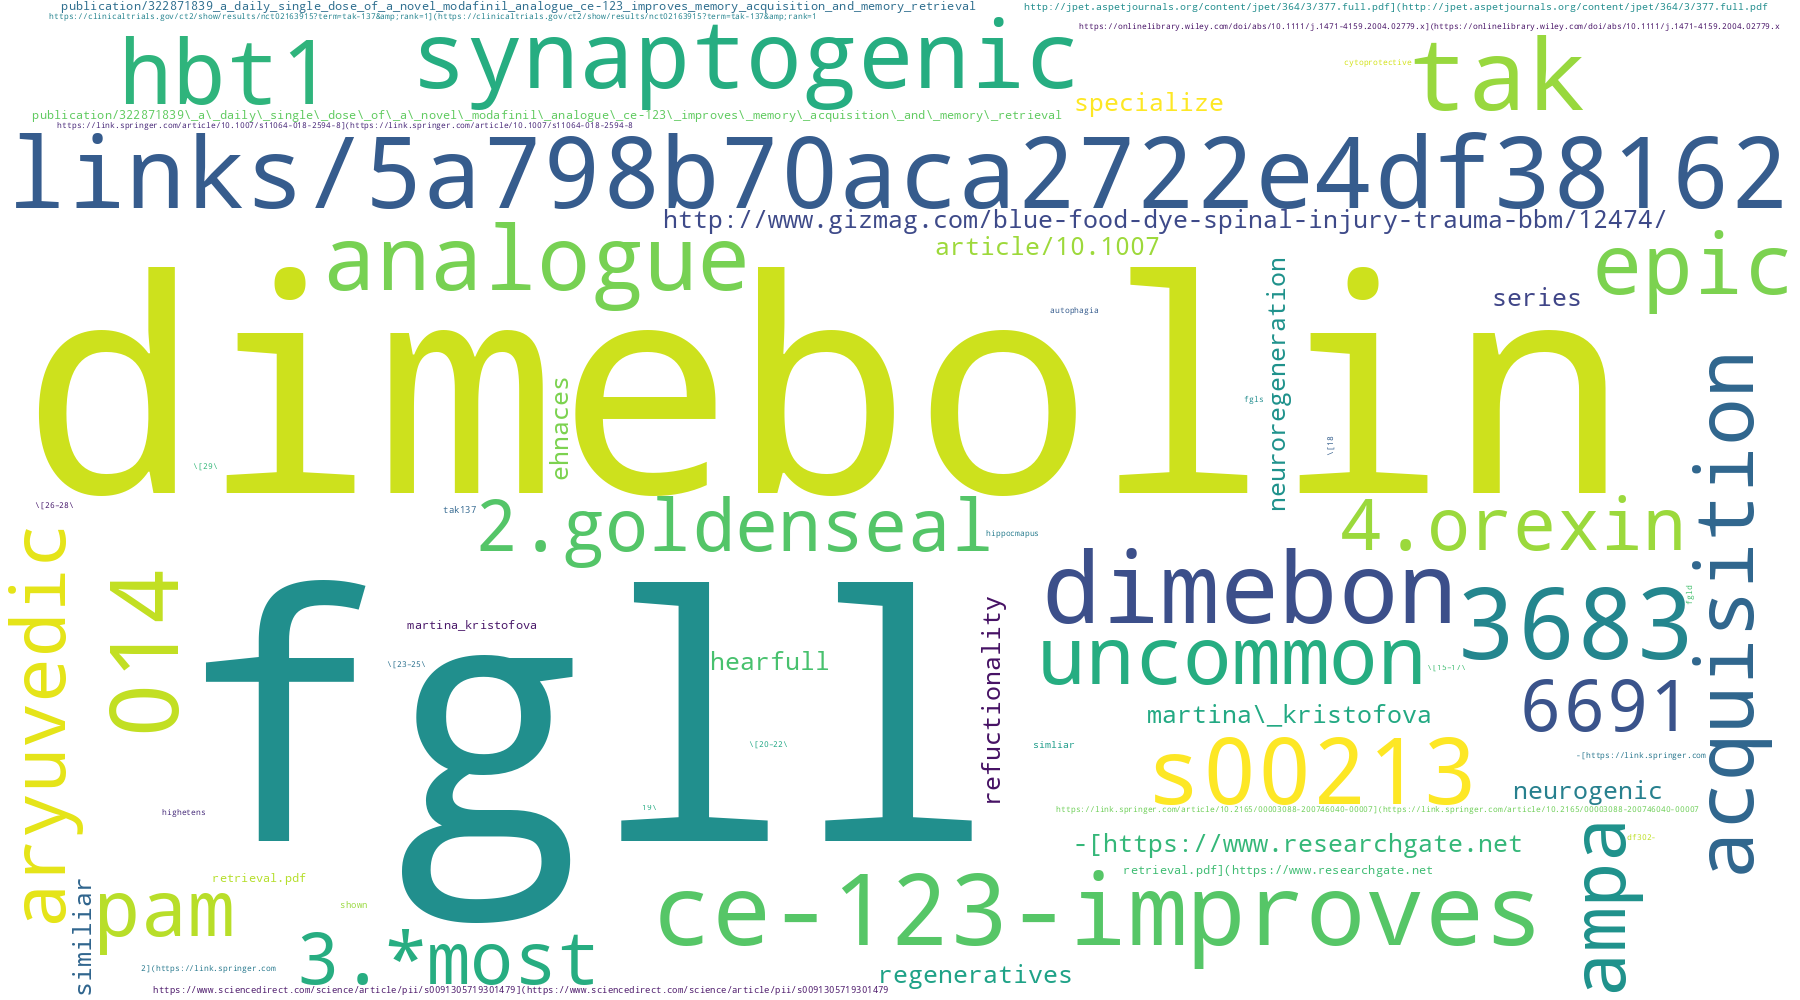 publication/322871839_a_daily_single_dose_of_a_novel_modafinil_analogue_ce-123_improves_memory_acquisition_and_memory_retrieval
http://jpet.aspetjournals.org/content/jpet/364/3/377.full.pdf](http://jpet.aspetjournals.org/content/jpet/364/3/377.full.pdf
https://clinicaltrials.gov/ct2/show/results/nct02163915?term=tak-137&amp;rank=1](https://clinicaltrials.gov/ct2/show/results/nct02163915?term=tak-137&amp;rank=1
https://onlinelibrary.wiley.com/doi/abs/10.1111/j.1471-4159.2004.02779.x](https://onlinelibrary.wiley.com/doi/abs/10.1111/j.1471-4159.2004.02779.x
hbt1
synaptogenic
cytoprotective
tak
specialize
publication/322871839\_a\_daily\_single\_dose\_of\_a\_novel\_modafinil\_analogue\_ce-123\_improves\_memory\_acquisition\_and\_memory\_retrieval
https://link.springer.com/article/10.1007/s11064-018-2594-8](https://link.springer.com/article/10.1007/s11064-018-2594-8
links/5a798b70aca2722e4df38162
http://www.gizmag.com/blue-food-dye-spinal-injury-trauma-bbm/12474/
analogue
article/10.1007
epic
series
autophagia
dimebolin
neuroregeneration
ehnaces
fgls
\[18
\[29\
acquisition
\[26-28\
tak137
2.goldenseal
hippocmapus
4.orexin
aryuvedic
014
fgll
dimebon
3683
fgld
martina_kristofova
refuctionality
uncommon
\[23-25\
hearfull
\[15-17\
6691
martina\_kristofova
\[20-22\
simliar
s00213
-[https://link.springer.com
neurogenic
19\
highetens
https://link.springer.com/article/10.2165/00003088-200746040-00007](https://link.springer.com/article/10.2165/00003088-200746040-00007
ampa
df302-
-[https://www.researchgate.net
retrieval.pdf](https://www.researchgate.net
retrieval.pdf
similiar
pam
shown
ce-123-improves
3.*most
2](https://link.springer.com
regeneratives
https://www.sciencedirect.com/science/article/pii/s0091305719301479](https://www.sciencedirect.com/science/article/pii/s0091305719301479